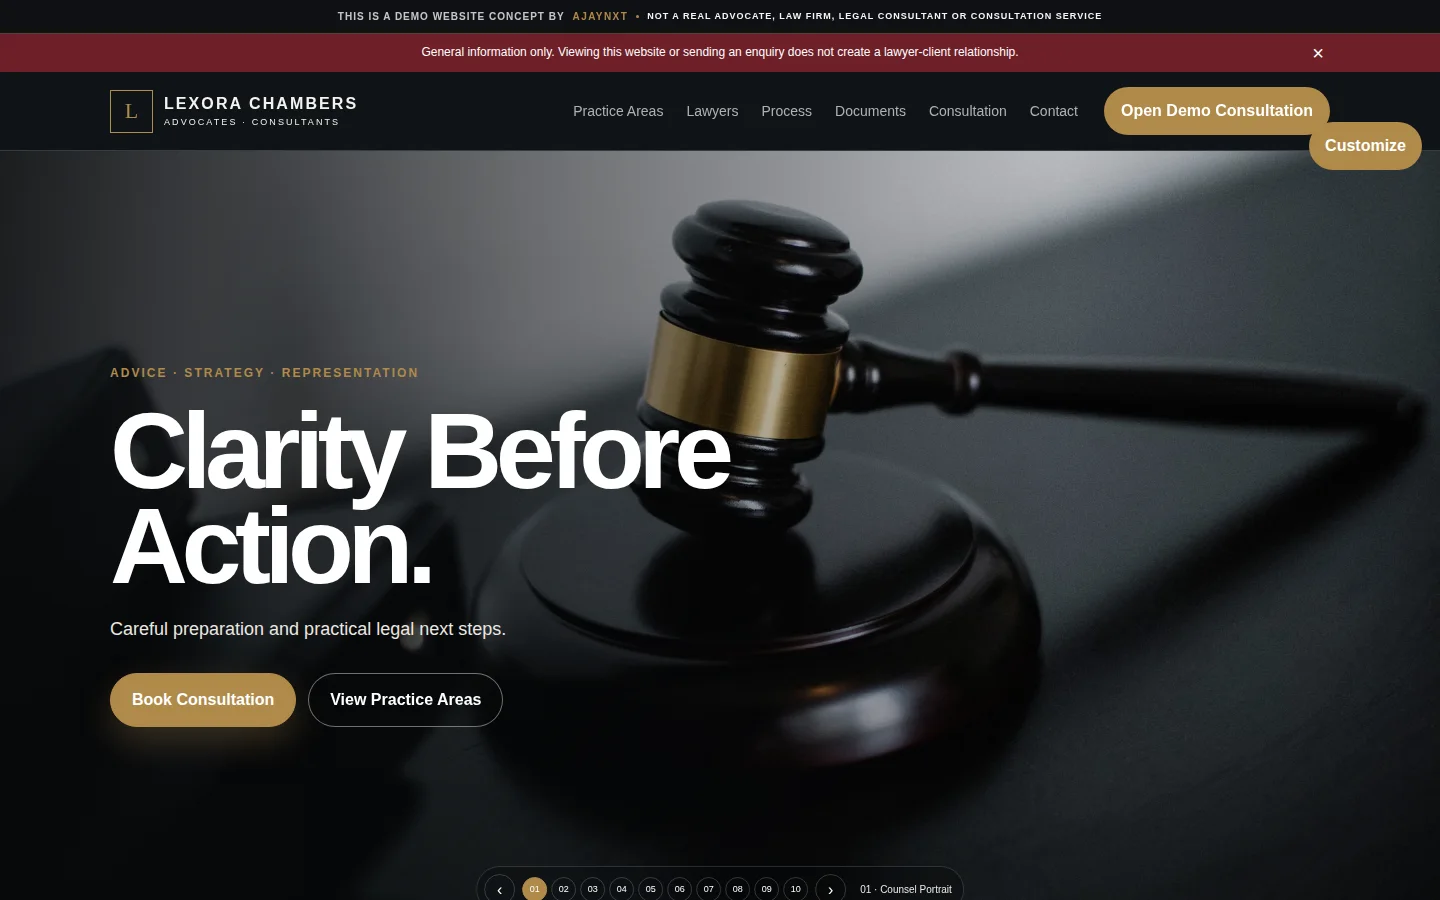 THIS IS A DEMO WEBSITE CONCEPT BY AJAYNXT • NOT A REAL ADVOCATE, LAW FIRM, LEGAL CONSULTANT OR CONSULTATION SERVICE
General information only. Viewing this website or sending an enquiry does not create a lawyer-client relationship. ×
L LEXORA CHAMBERS
ADVOCATES · CONSULTANTS
Practice Areas Lawyers Process Documents Consultation Contact Open Demo Consultation
Customize
ADVICE · STRATEGY · REPRESENTATION
Clarity Before
Action.
Careful preparation and practical legal next steps.
Book Consultation View Practice Areas
‹ 01 02 03 04 05 06 07 08 09 10 › 01 · Counsel Portrait